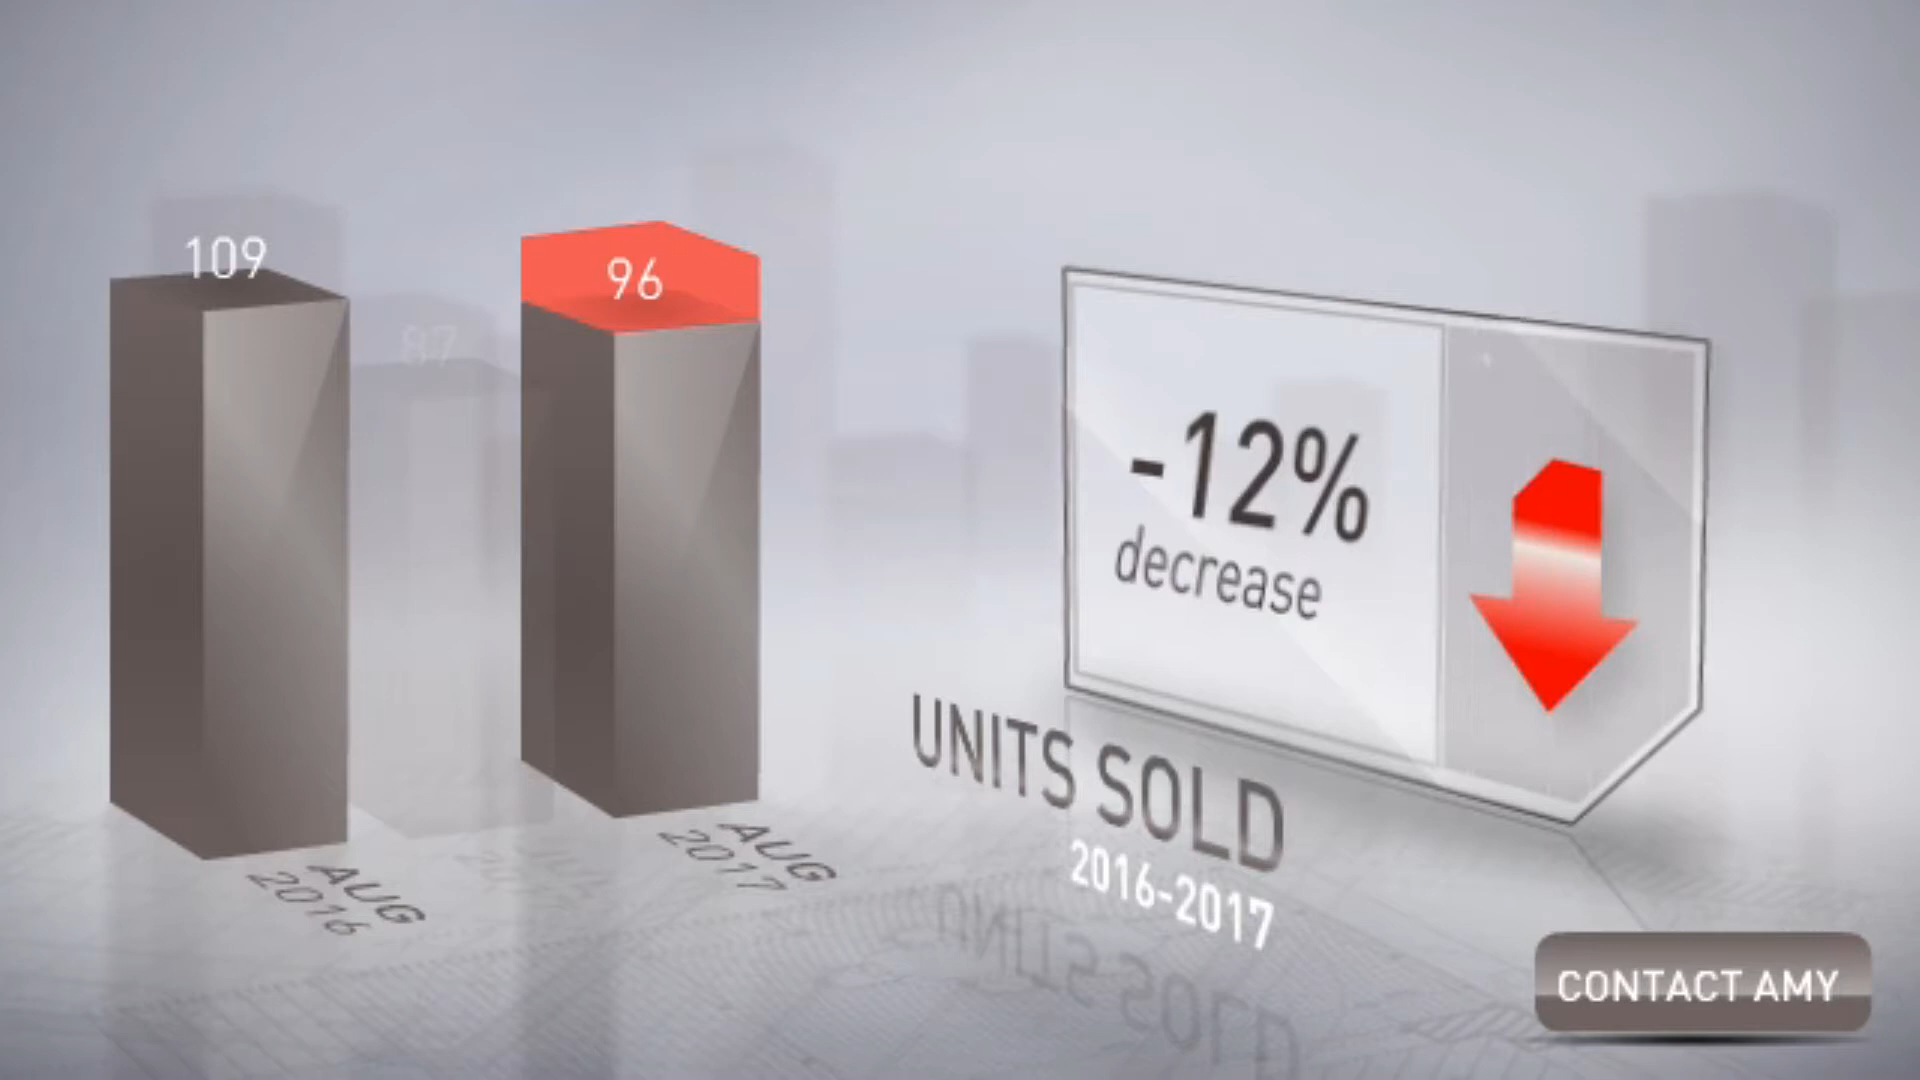 109
96
-12%
decrease
UNITS SOLD
2016-2017
AUG
2016
AUG
2017
CONTACT AMY